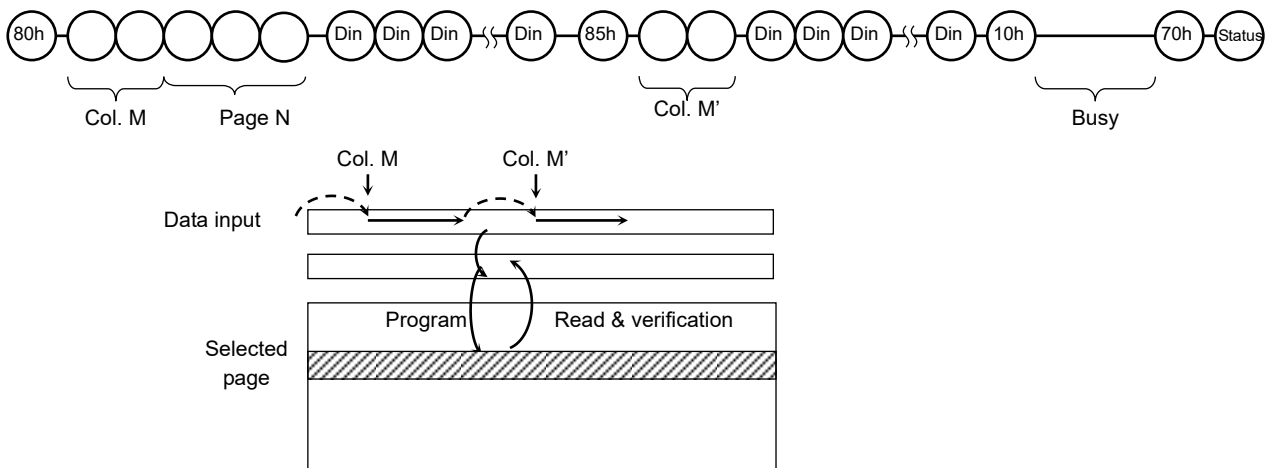 80h Din Din Din Din 85h Din Din Din Din 10h 70h Status
Col. M Page N Col. M’ Busy
Col. M Col. M’
Data input
Program Read & verification
Selected
page